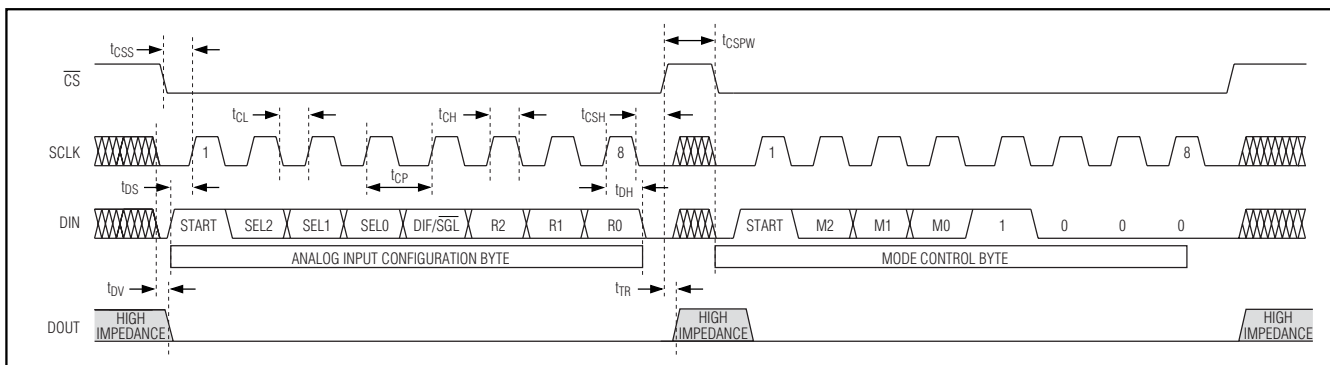 tCSS
tCSPW
CS
tCL
tCH
tCSH
SCLK
1
8
1
8
tDS
tCP
tDH
DIN
START
SEL2
SEL1
SEL0
DIF/SGL
R2
R1
R0
START
M2
M1
M0
1
0
0
0
ANALOG INPUT CONFIGURATION BYTE
MODE CONTROL BYTE
tDV
tTR
DOUT
HIGH
IMPEDANCE
HIGH
IMPEDANCE
HIGH
IMPEDANCE